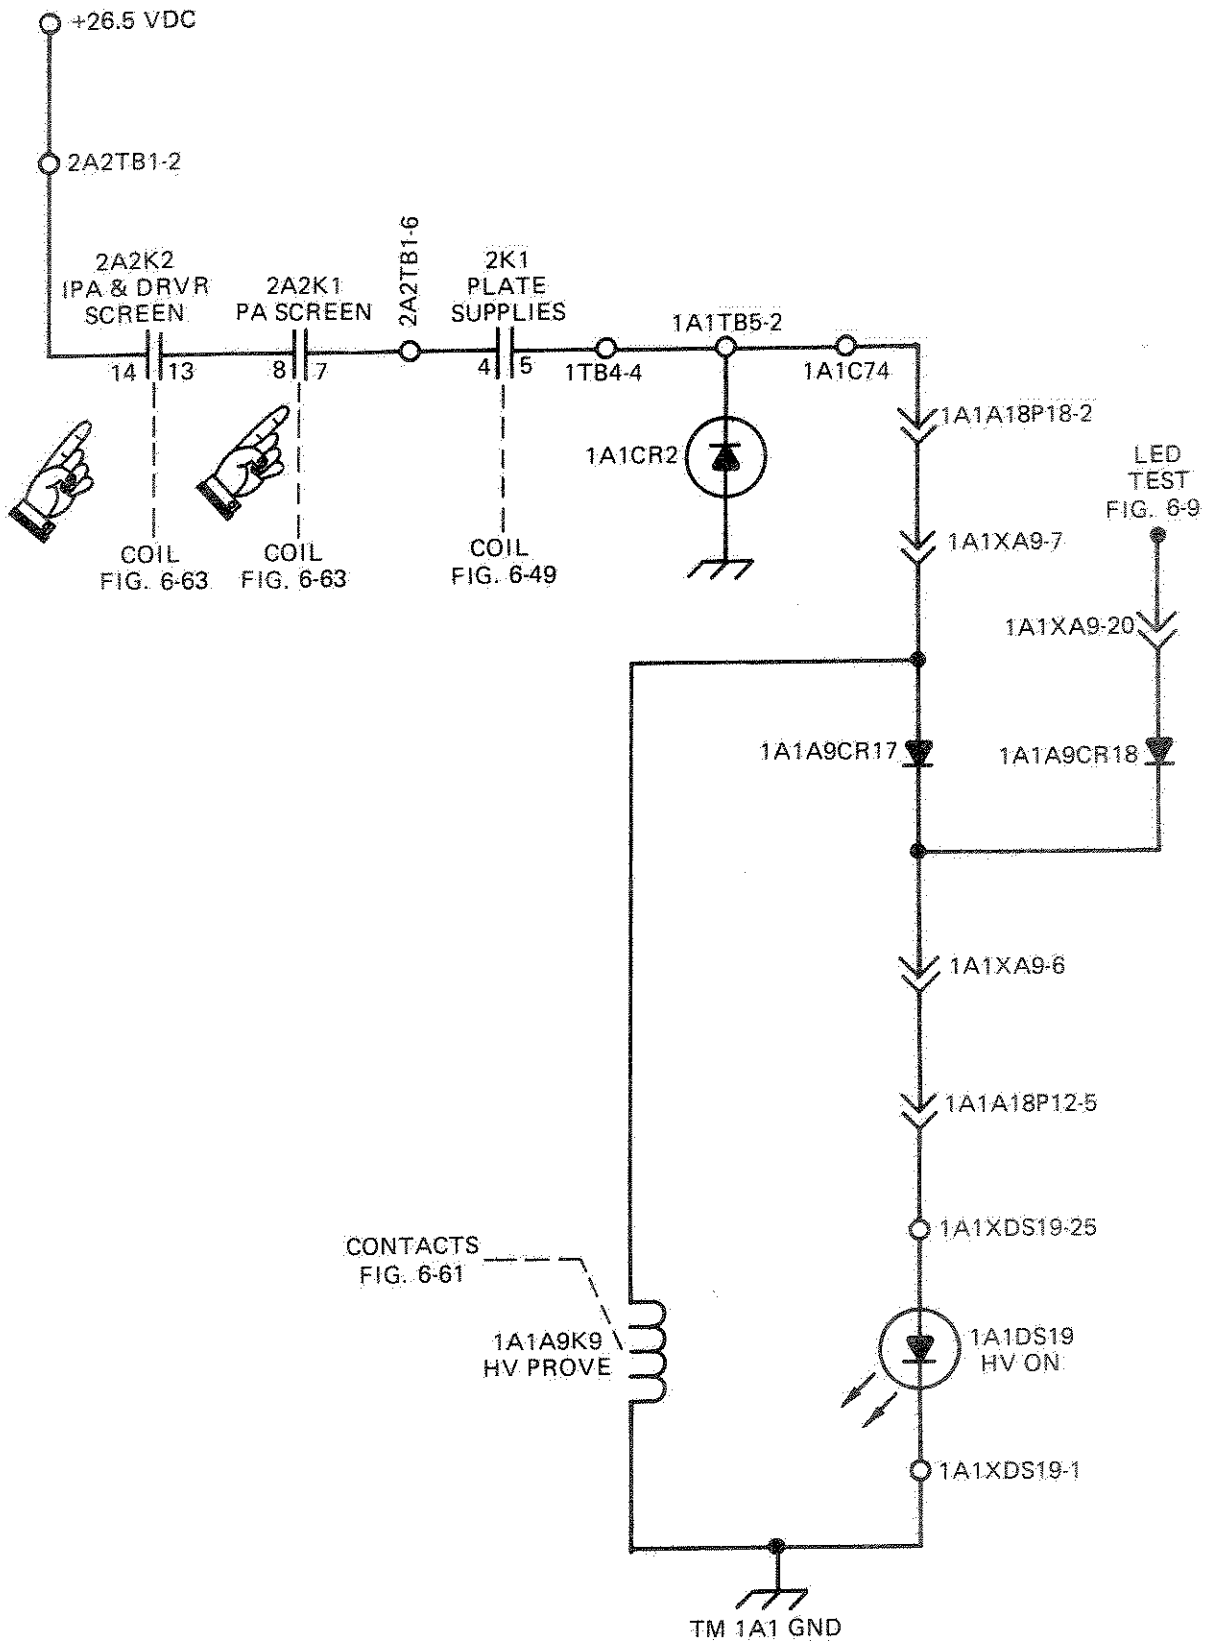 +26.5 VDC
2A2TB1-2
2A2K2
IPA & DRVR
SCREEN
14 13
2A2K1
PA SCREEN
8 7
2A2TB1-6
2K1
PLATE
SUPPLIES
4 5
1TB4-4
1A1TB5-2
1A1C74
1A1CR2
COIL
FIG. 6-63
COIL
FIG. 6-63
COIL
FIG. 6-49
1A1A18P18-2
1A1XA9-7
LED
TEST
FIG. 6-9
1A1XA9-20
1A1A9CR17
1A1A9CR18
1A1XA9-6
1A1A18P12-5
1A1XDS19-25
CONTACTS
FIG. 6-61
1A1A9K9
HV PROVE
1A1DS19
HV ON
1A1XDS19-1
TM 1A1 GND